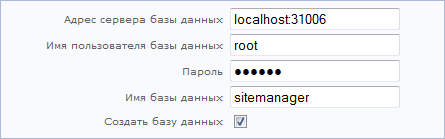 Адрес сервера базы данных localhost:31006
Имя пользователя базы данных root
Пароль ●●●●●●
Имя базы данных sitemanager
Создать базу данных